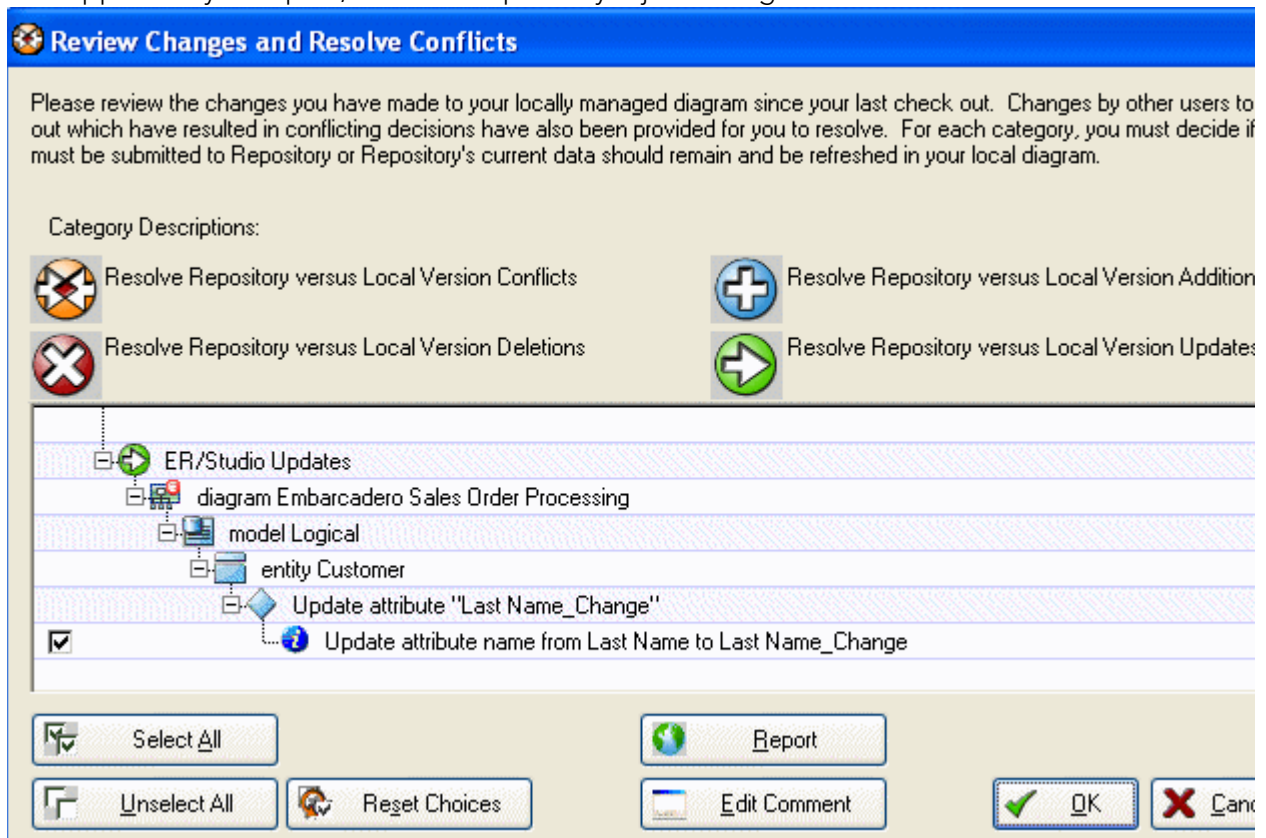 Review Changes and Resolve Conflicts
Please review the changes you have made to your locally managed diagram since your last check out. Changes by other users to
out which have resulted in conflicting decisions have also been provided for you to resolve. For each category, you must decide if
must be submitted to Repository or Repository's current data should remain and be refreshed in your local diagram.
Category Descriptions:
Resolve Repository versus Local Version Conflicts
Resolve Repository versus Local Version Addition
Resolve Repository versus Local Version Deletions
Resolve Repository versus Local Version Updates
ER/Studio Updates
diagram Embarcadero Sales Order Processing
model Logical
entity Customer
Update attribute "Last Name_Change"
Update attribute name from Last Name to Last Name_Change
Select All
Report
Unselect All
Reset Choices
Edit Comment
OK
Canc